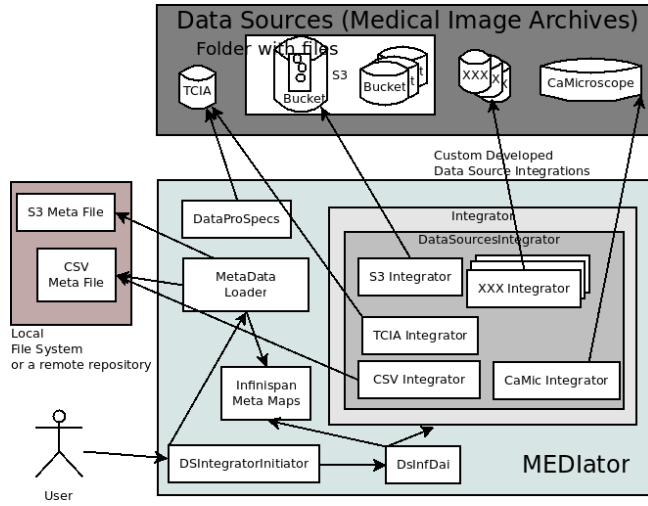 Data Sources (Medical Image Archives)
Folder with files
TCIA
Bucket
S3
Bucket
t
t
XXX
X
X
CaMicroscope
Custom Developed
Data Source Integrations
S3 Meta File
CSV
Meta File
Local
File System
or a remote repository
DataProSpecs
MetaData
Loader
Infinispan
Meta Maps
Integrator
DataSourcesIntegrator
S3 Integrator
XXX Integrator
TCIA Integrator
CSV Integrator
CaMic Integrator
DSIntegratorInitiator
DsInfDai
MEDIator
User